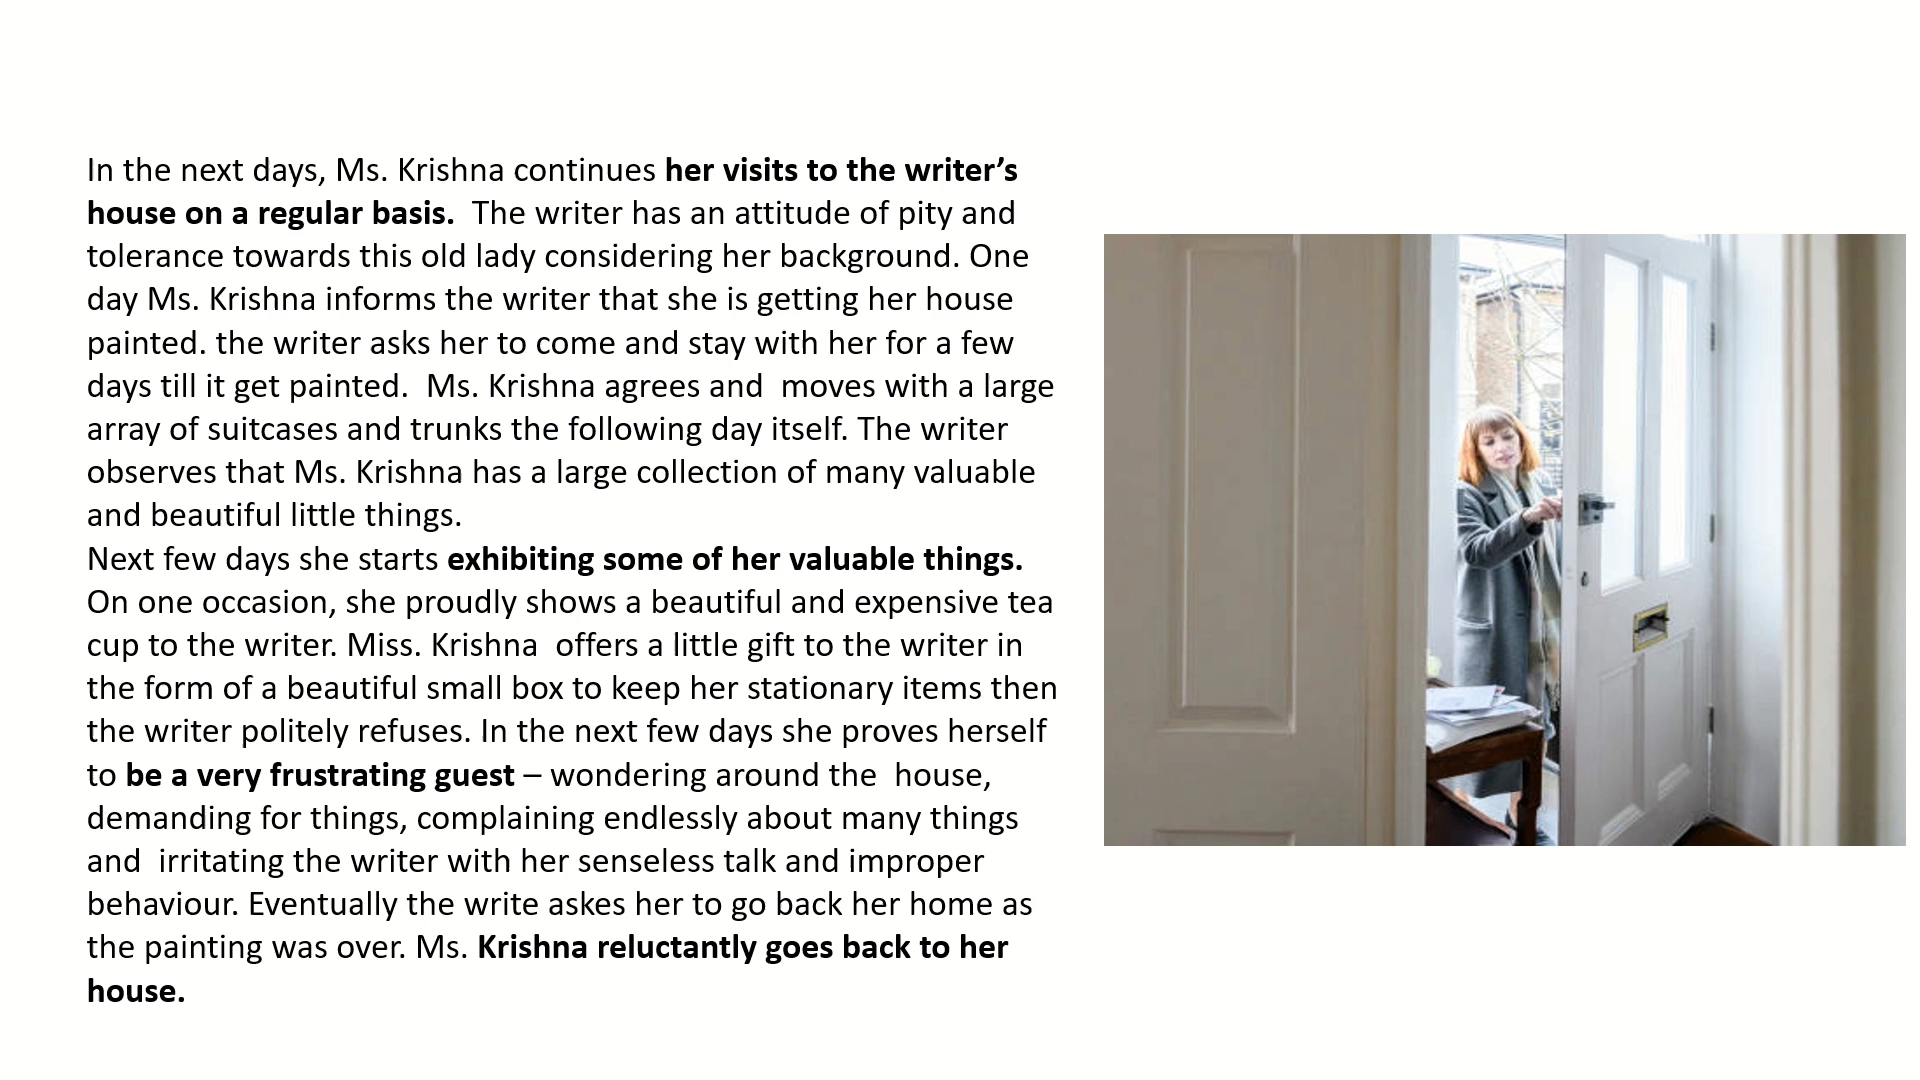 In the next days, Ms. Krishna continues her visits to the writer’s
house on a regular basis.  The writer has an attitude of pity and
tolerance towards this old lady considering her background. One
day Ms. Krishna informs the writer that she is getting her house
painted. the writer asks her to come and stay with her for a few
days till it get painted.  Ms. Krishna agrees and  moves with a large
array of suitcases and trunks the following day itself. The writer
observes that Ms. Krishna has a large collection of many valuable
and beautiful little things.
Next few days she starts exhibiting some of her valuable things.
On one occasion, she proudly shows a beautiful and expensive tea
cup to the writer. Miss. Krishna  offers a little gift to the writer in
the form of a beautiful small box to keep her stationary items then
the writer politely refuses. In the next few days she proves herself
to be a very frustrating guest – wondering around the  house,
demanding for things, complaining endlessly about many things
and  irritating the writer with her senseless talk and improper
behaviour. Eventually the write askes her to go back her home as
the painting was over. Ms. Krishna reluctantly goes back to her
house.